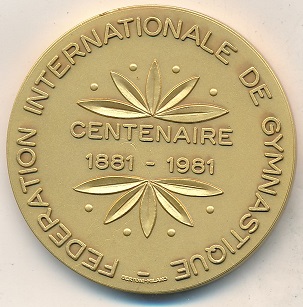 FEDERATION INTERNATIONALE DE GYMNASTIQUE
CENTENAIRE
1881 - 1981